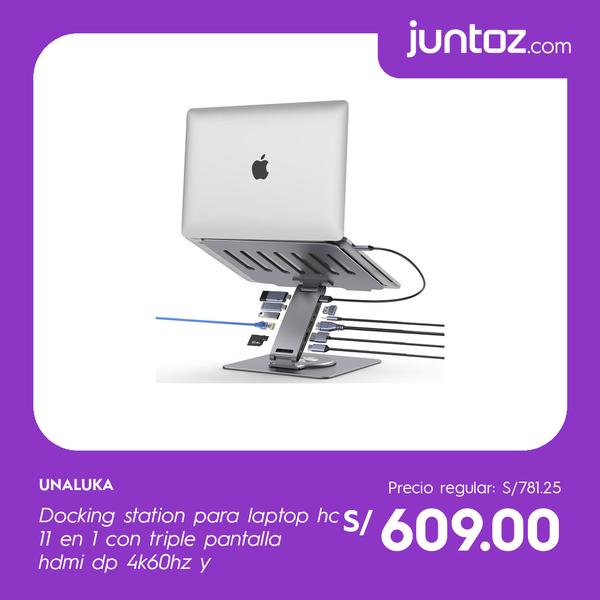 juntoz.com
UNALUKA
Docking station para laptop hc
11 en 1 con triple pantalla
hdmi dp 4k60hz y
Precio regular: S/781.25
S/ 609.00